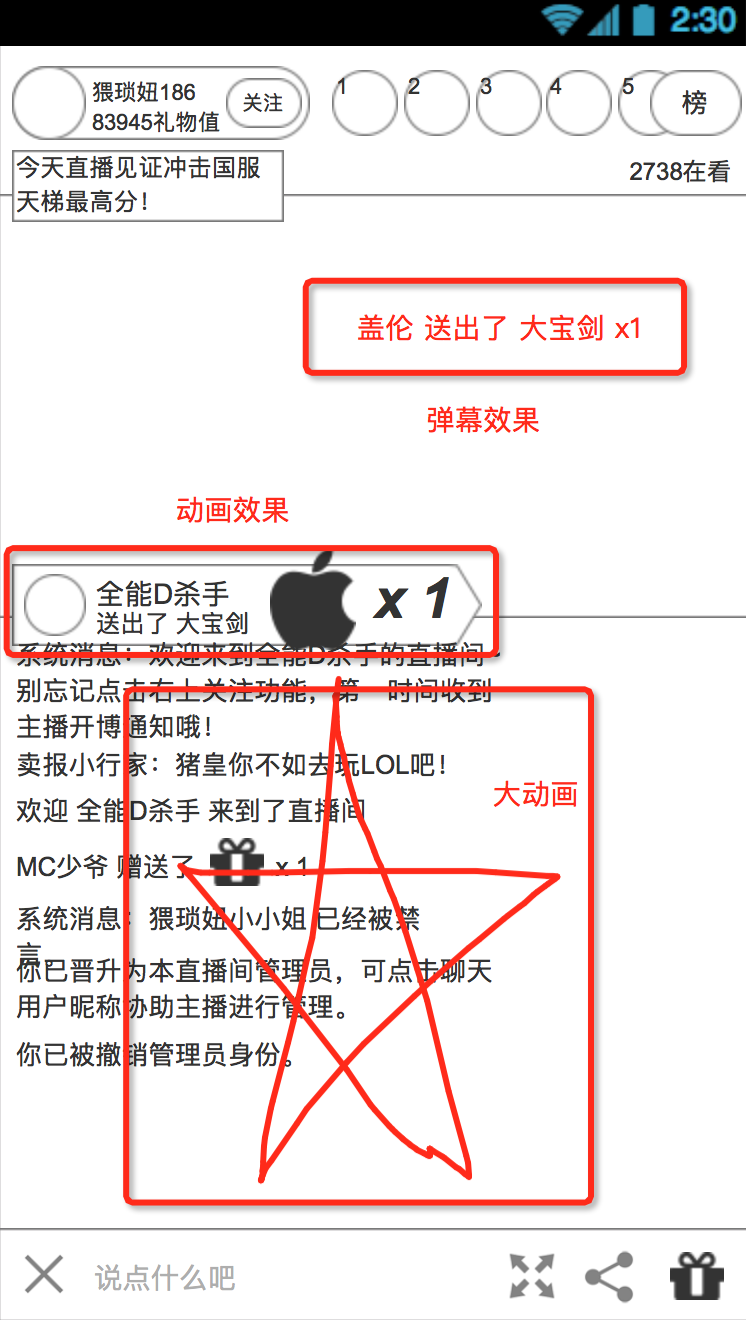 2:30
猥琐妞186
83945礼物值
关注
1
2
3
4
5
榜
今天直播见证冲击国服
天梯最高分！
2738在看
盖伦 送出了 大宝剑 x1
弹幕效果
动画效果
全能D杀手
送出了 大宝剑
x 1
系统消息：欢迎来到全能D杀手的直播间~
别忘记点击右上关注功能，第一时间收到
主播开博通知哦！
卖报小行家：猪皇你不如去玩LOL吧！
大动画
欢迎 全能D杀手 来到了直播间
MC少爷 赠送了 x 1
系统消息：猥琐妞小小姐 已经被禁
言。
你已晋升为本直播间管理员，可点击聊天
用户昵称协助主播进行管理。
你已被撤销管理员身份。
说点什么吧